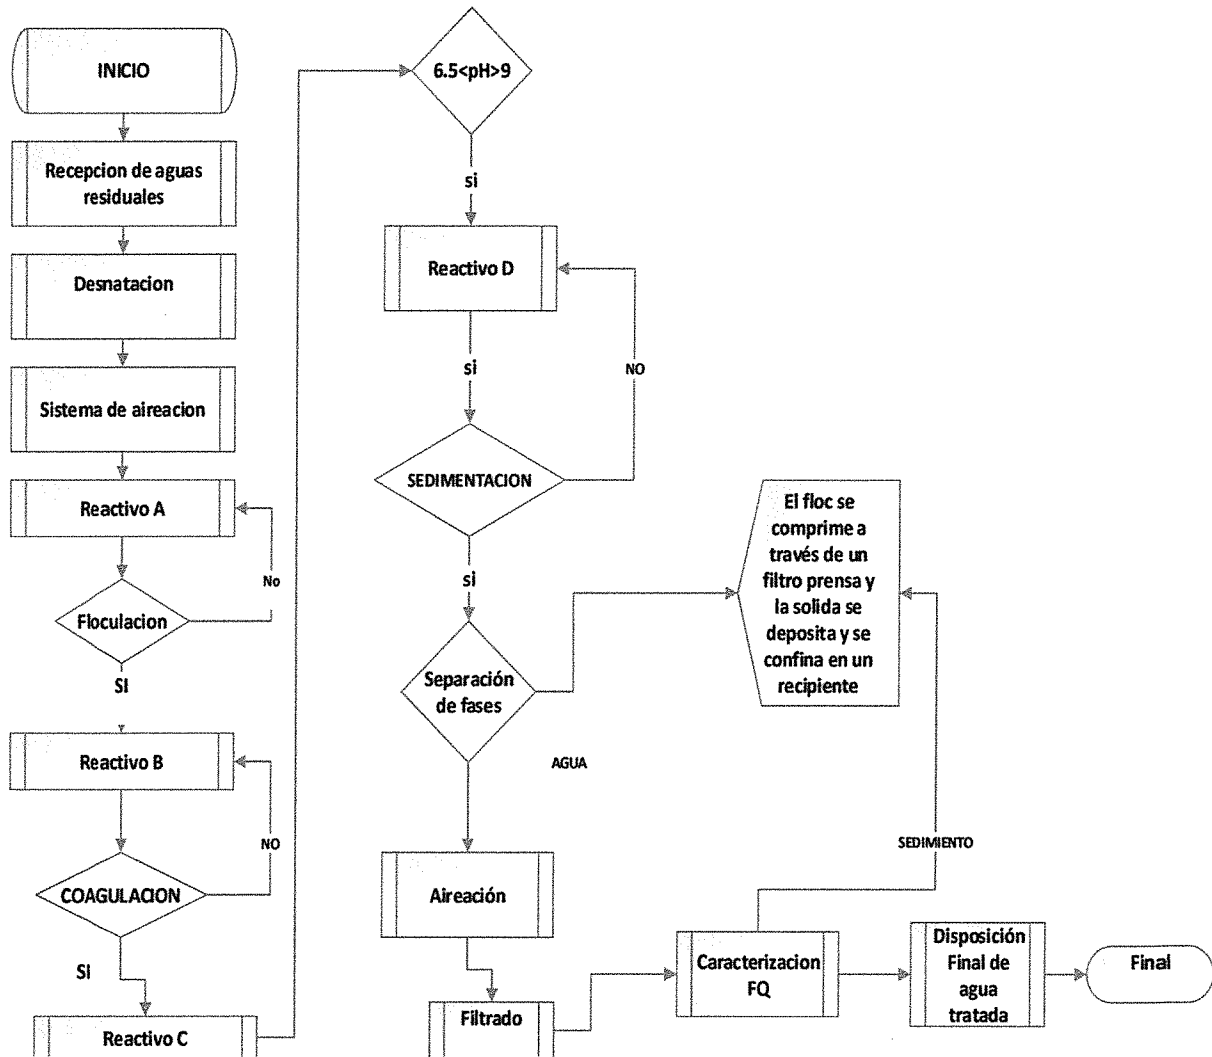 INICIO
Recepcion de aguas
residuales
Desnatacion
Sistema de aireacion
Reactivo A
No
Floculacion
SI
Reactivo B
NO
COAGULACION
SI
Reactivo C
6.5<pH>9
si
Reactivo D
si
NO
SEDIMENTACION
si
Separación
de fases
AGUA
El floc se
comprime a
través de un
filtro prensa y
la solida se
deposita y se
confina en un
recipiente
SEDIMIENTO
Aireación
Filtrado
Caracterizacion
FQ
Disposición
Final de
agua
tratada
Final